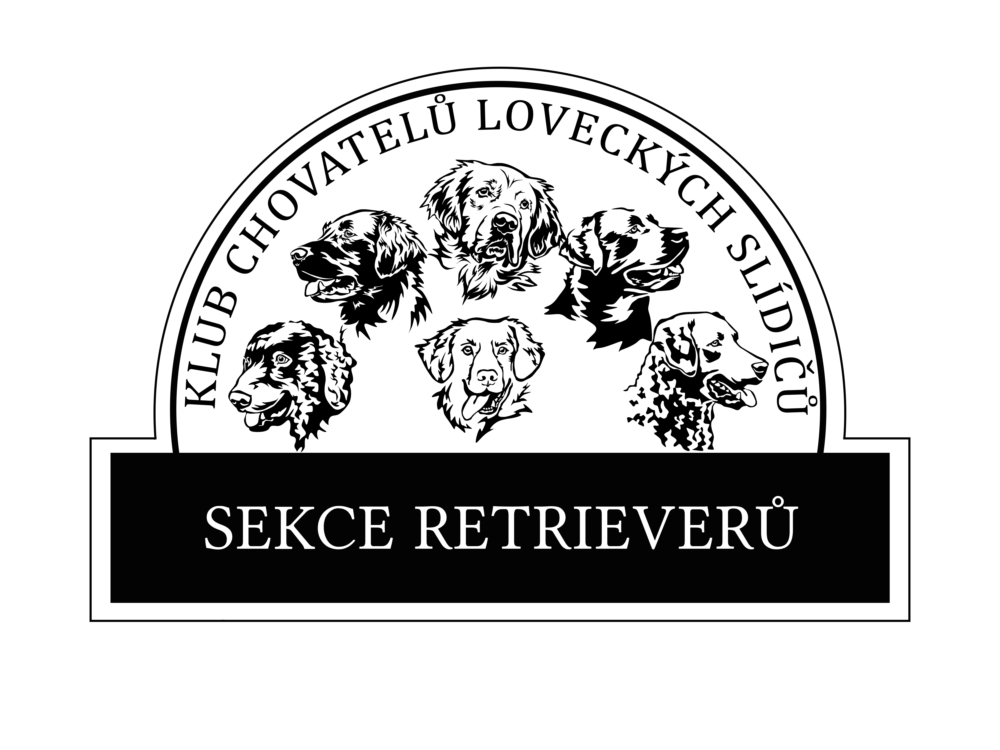 KLUB CHOVATELŮ LOVECKÝCH SLÍDIČŮ
SEKCE RETRIEVERŮ